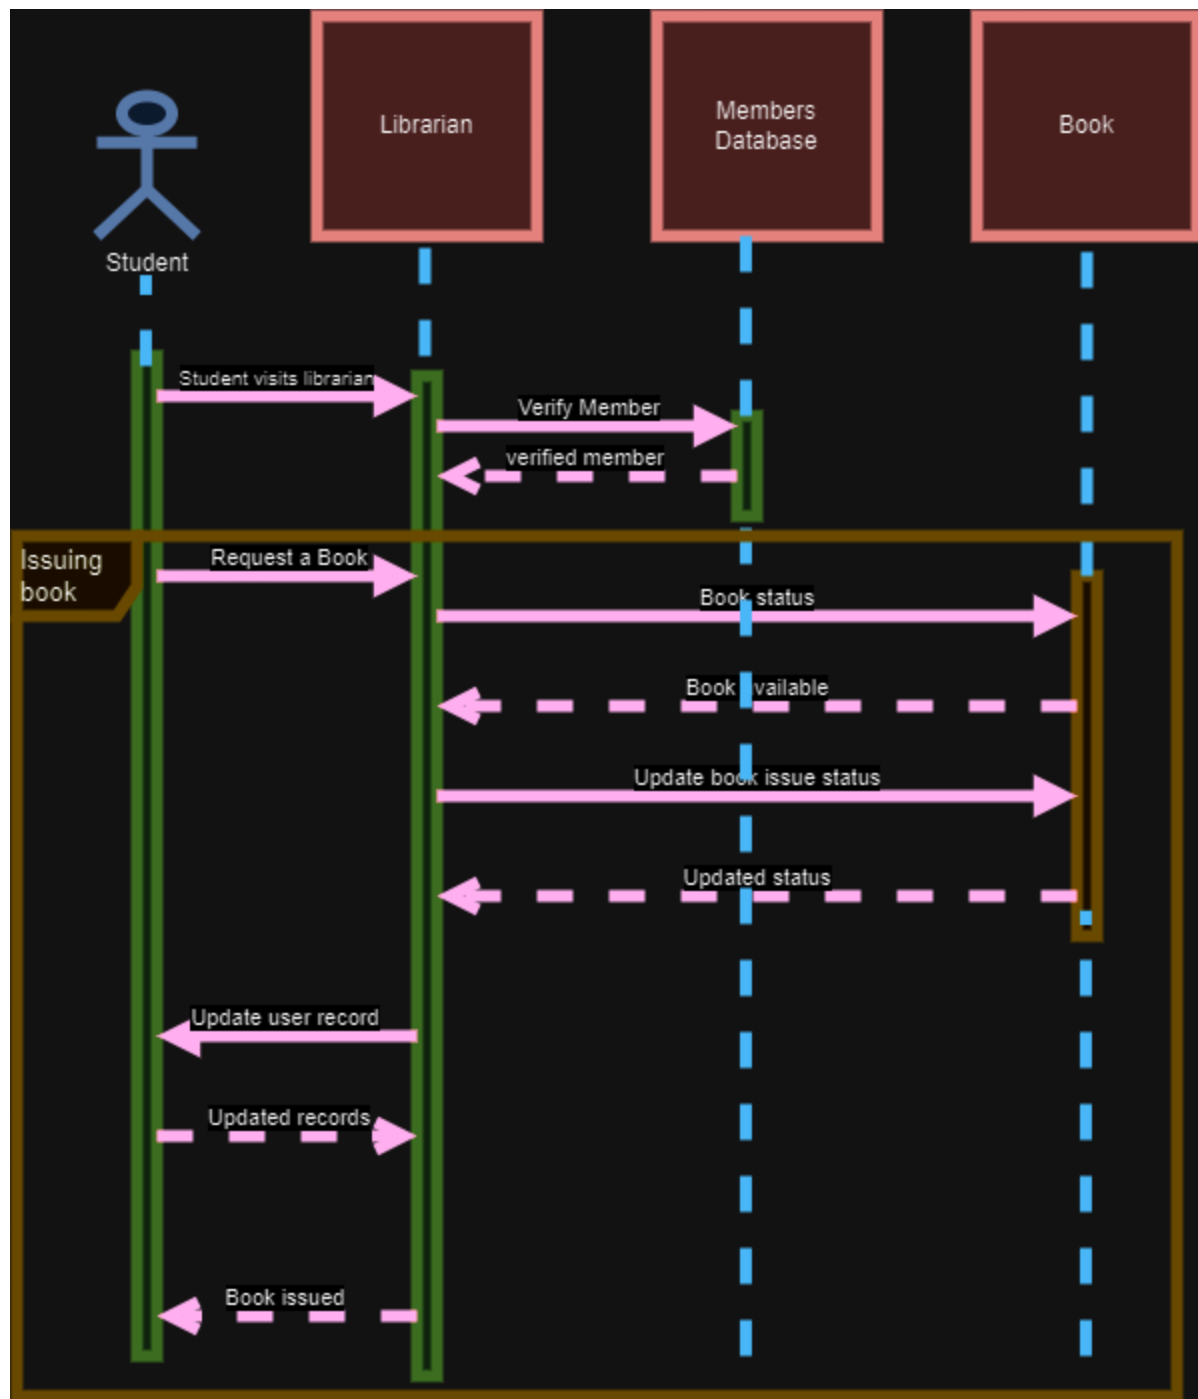 Librarian
Members
Database
Book
Student
Student visits librarian
Verify Member
verified member
Issuing
book
Request a Book
Book status
Book available
Update book issue status
Updated status
Update user record
Updated records
Book issued